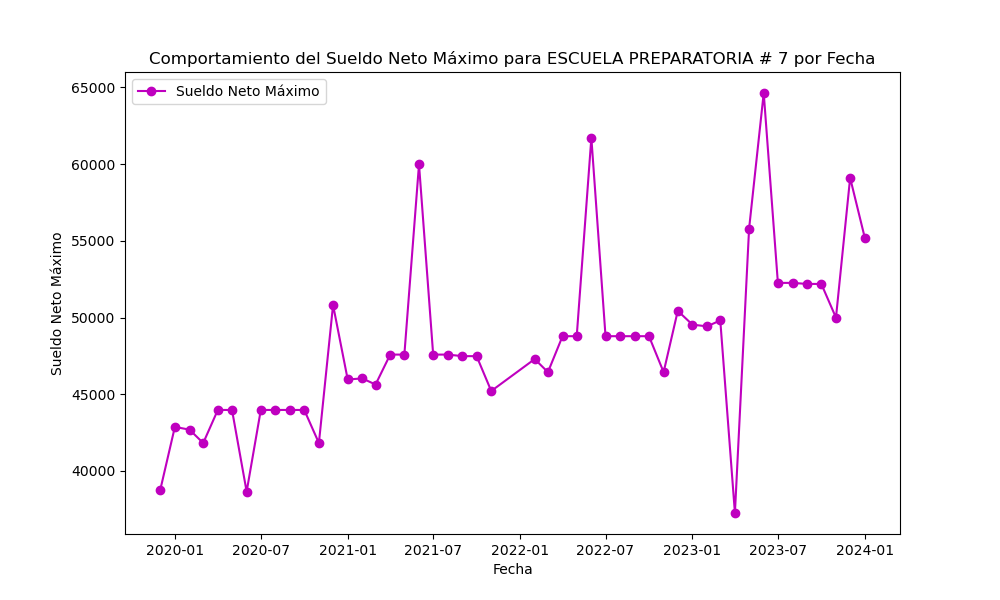 Comportamiento del Sueldo Neto Máximo para ESCUELA PREPARATORIA # 7 por Fecha
Sueldo Neto Máximo
65000
60000
55000
50000
45000
40000
Sueldo Neto Máximo
2020-01 2020-07 2021-01 2021-07 2022-01 2022-07 2023-01 2023-07 2024-01
Fecha